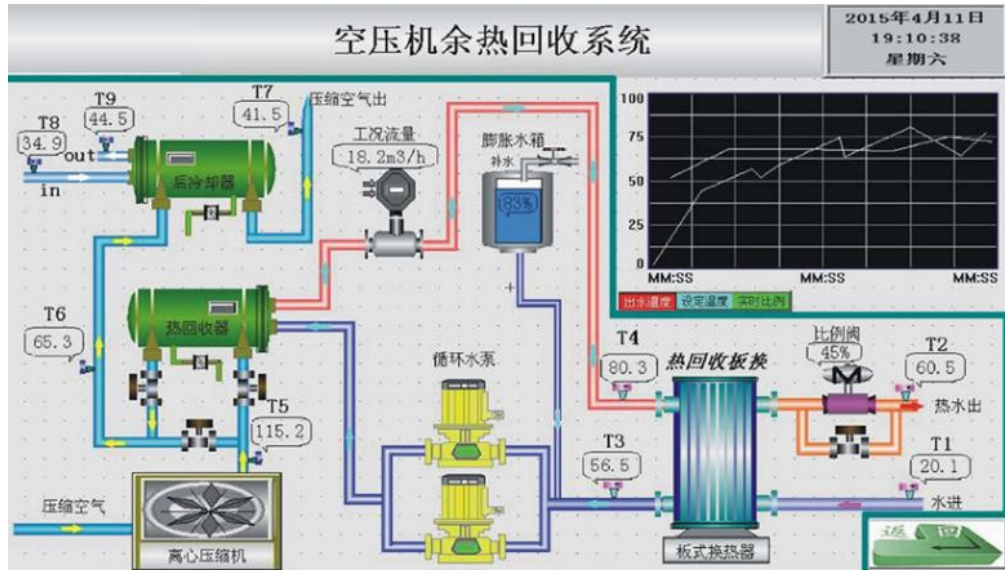 空压机余热回收系统
2015年4月11日
19:10:38
星期六
T9
44.5
T8
34.9
out
in
后冷却器
T7
41.5
压缩空气出
工况流量
18.2m3/h
膨胀水箱
补水
83%
100
75
50
25
0
MM:SS
MM:SS
MM:SS
出水温度
设定温度
实时比例
T6
65.3
热回收器
T5
115.2
循环水泵
T4
80.3
热回收板换
比例阀
45%
T2
60.5
热水出
T3
56.5
T1
20.1
水进
压缩空气
离心压缩机
板式换热器
返 回